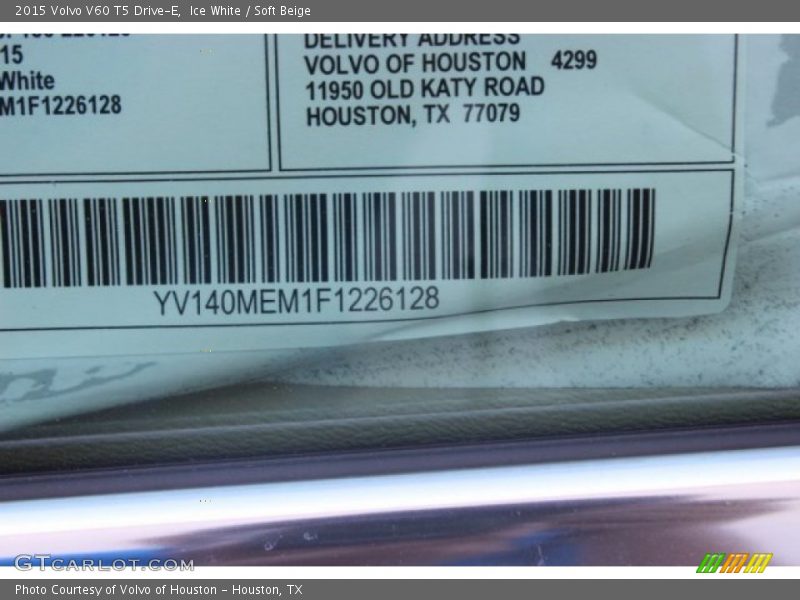 2015 Volvo V60 T5 Drive-E, Ice White / Soft Beige
15
White
M1F1226128
DELIVERY ADDRESS
VOLVO OF HOUSTON 4299
11950 OLD KATY ROAD
HOUSTON, TX 77079
YV140MEM1F1226128
GTCARLOT.COM
Photo Courtesy of Volvo of Houston - Houston, TX